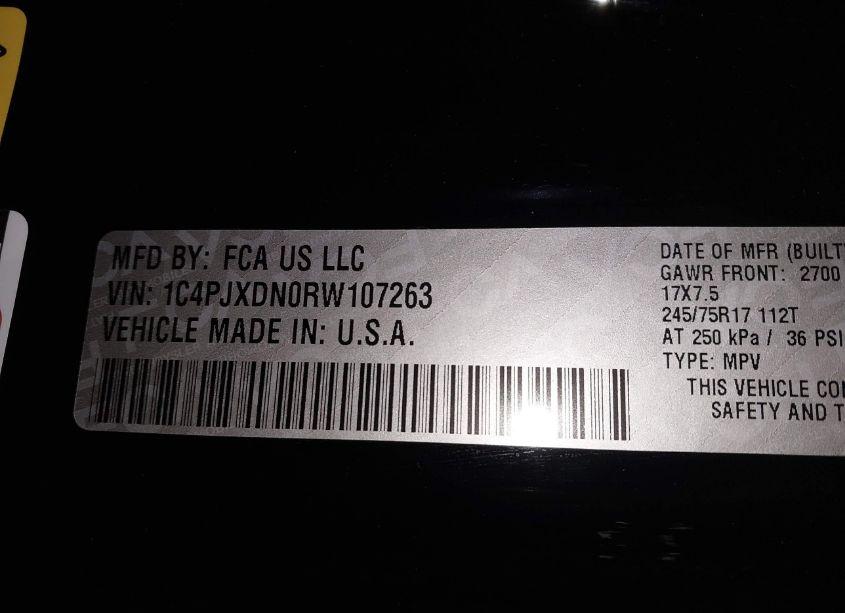 MFD BY: FCA US LLC
VIN: 1C4PJXDN0RW107263
VEHICLE MADE IN: U.S.A.
DATE OF MFR (BUILT
GAWR FRONT: 2700
17X7.5
245/75R17 112T
AT 250 kPa / 36 PSI
TYPE: MPV
THIS VEHICLE CO
SAFETY AND T